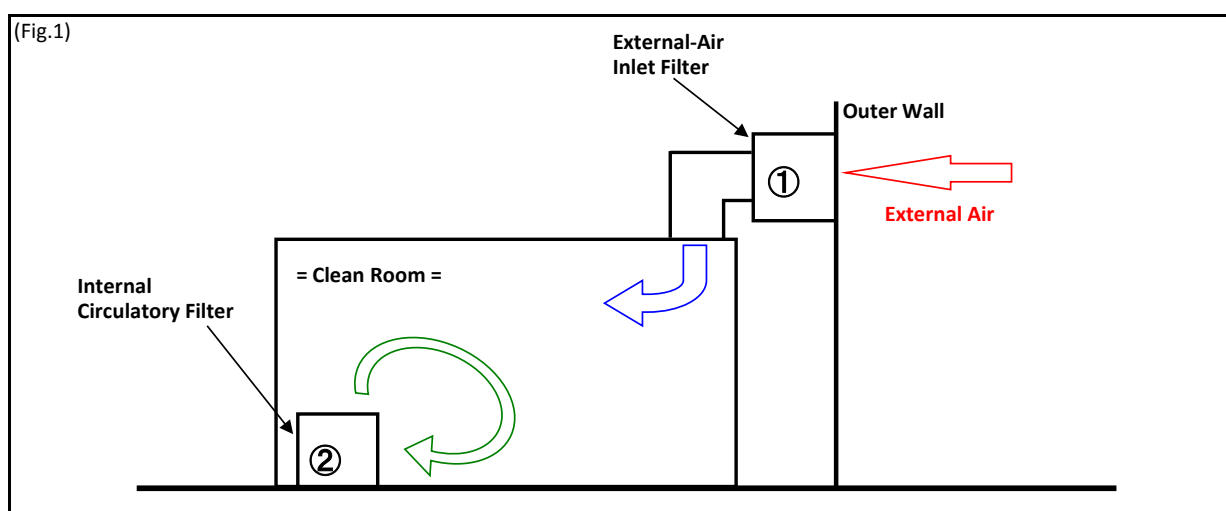 (Fig.1)
External-Air
Inlet Filter
Outer Wall
①
External Air
= Clean Room =
Internal
Circulatory Filter
②